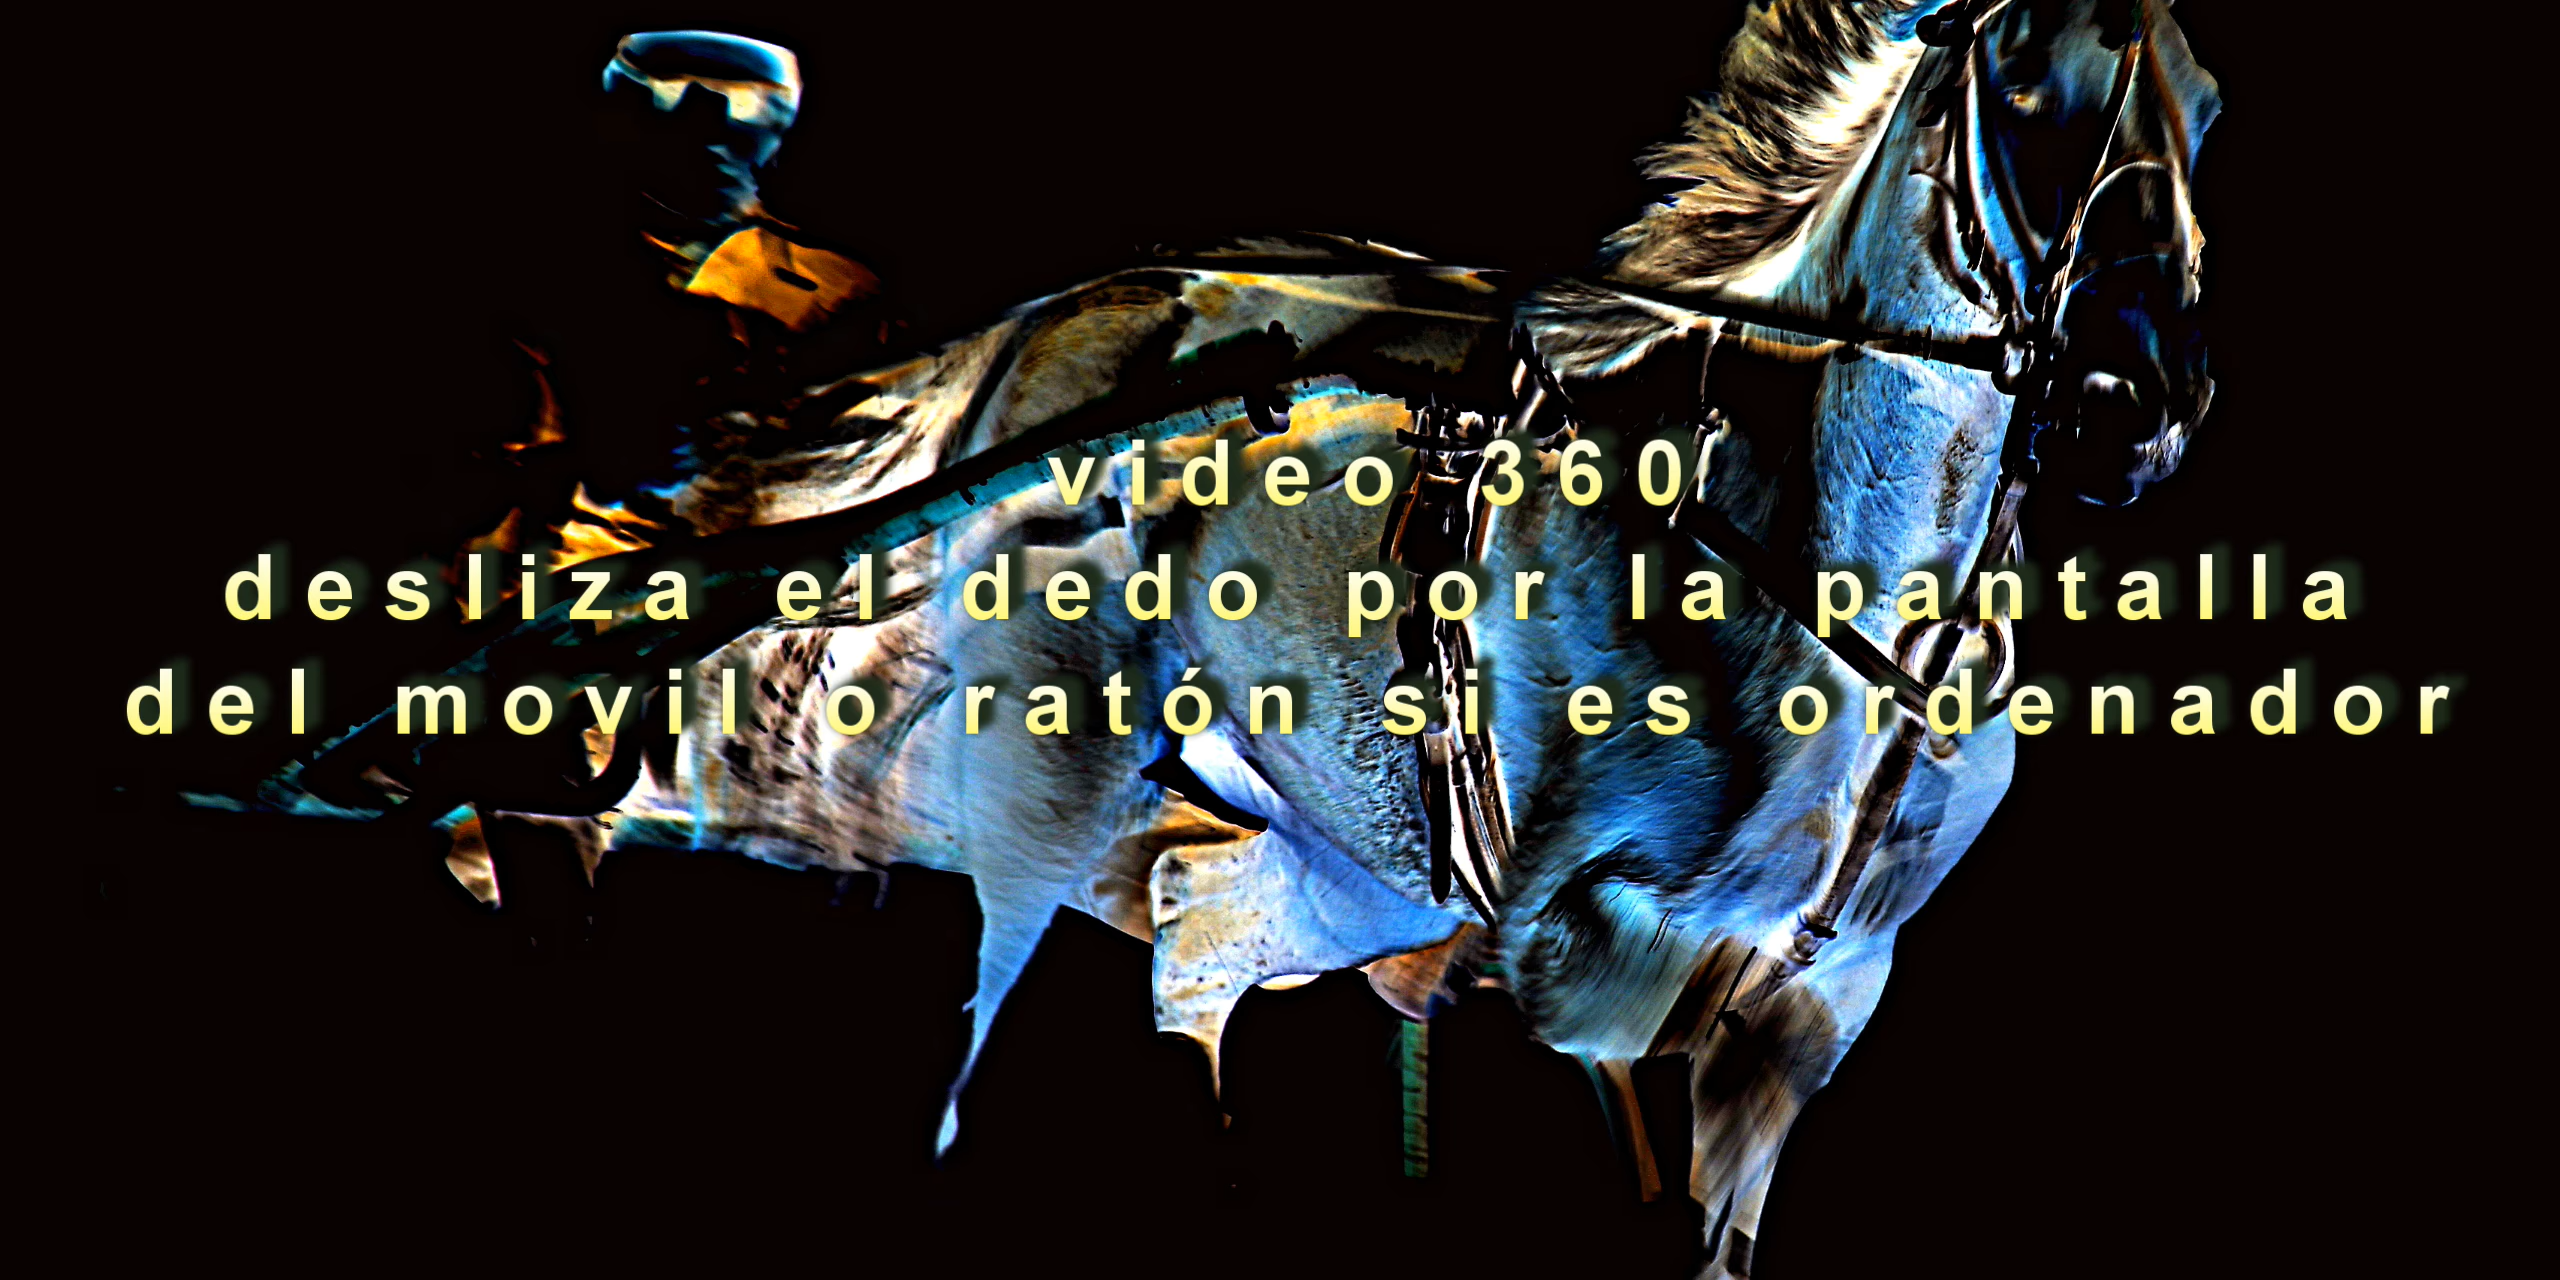 video 360
desliza el dedo por la pantalla
del movil o ratón si es ordenador